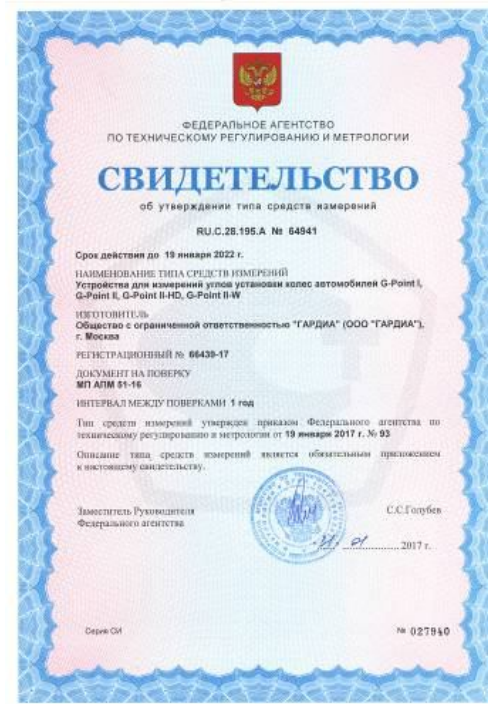 ФЕДЕРАЛЬНОЕ АГЕНТСТВО
ПО ТЕХНИЧЕСКОМУ РЕГУЛИРОВАНИЮ И МЕТРОЛОГИИ
СВИДЕТЕЛЬСТВО
об утверждении типа средств измерений
RU.C.28.195.A № 64941
Срок действия до 19 января 2022 г.
НАИМЕНОВАНИЕ ТИПА СРЕДСТВ ИЗМЕРЕНИЙ
Устройства для измерений углов установки колес автомобилей G-Point I,
G-Point II, G-Point II-HD, G-Point II-W
ИЗГОТОВИТЕЛЬ
Общество с ограниченной ответственностью "ГАРДИА" (ООО "ГАРДИА"),
г. Москва
РЕГИСТРАЦИОННЫЙ № 66439-17
ДОКУМЕНТ НА ПОВЕРКУ
МП АПМ 51-16
ИНТЕРВАЛ МЕЖДУ ПОВЕРКАМИ 1 год
Тип средств измерений утвержден приказом Федерального агентства по
техническому регулированию и метрологии от 19 января 2017 г. № 93
Описание типа средств измерений является обязательным приложением
к настоящему свидетельству.
Заместитель Руководителя
Федерального агентства
С.С.Голубев
31. 01 2017 г.
Серия СИ
№ 027940